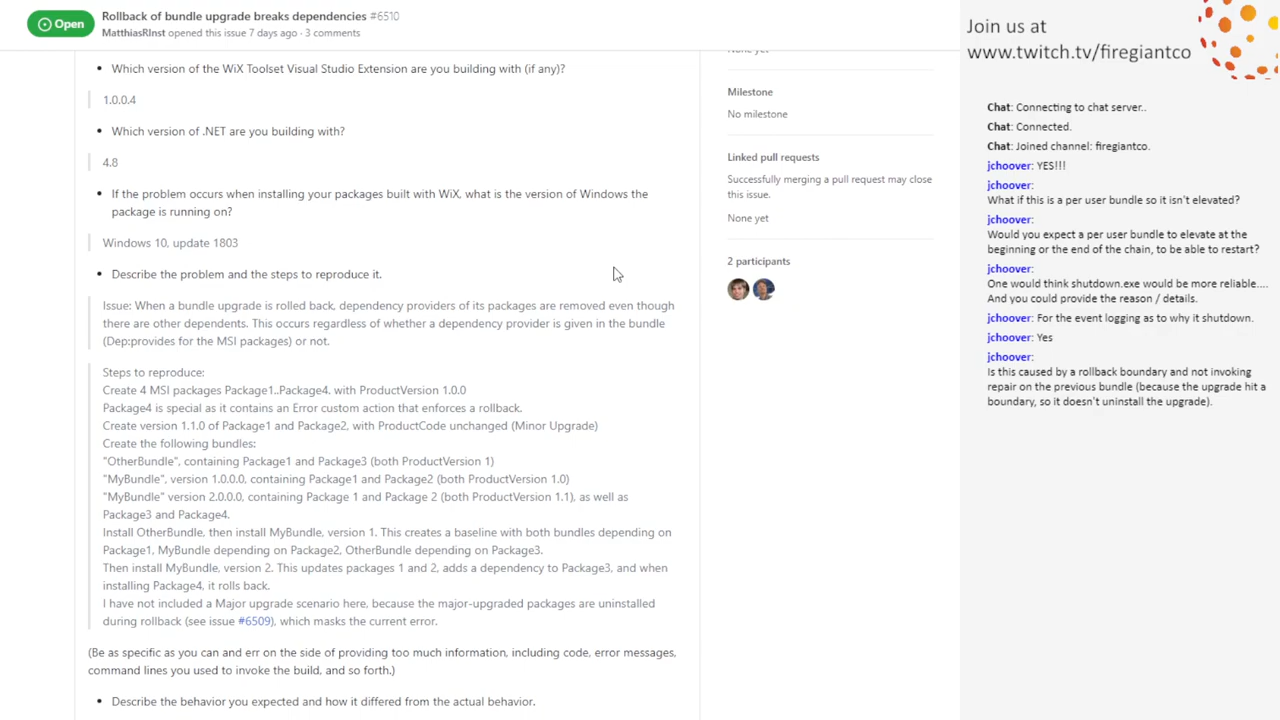 Open
Rollback of bundle upgrade breaks dependencies #6510
MatthiasRInst opened this issue 7 days ago · 3 comments
• Which version of the WiX Toolset Visual Studio Extension are you building with (if any)?
1.0.0.4
• Which version of .NET are you building with?
4.8
• If the problem occurs when installing your packages built with WiX, what is the version of Windows the
package is running on?
Windows 10, update 1803
• Describe the problem and the steps to reproduce it.
Issue: When a bundle upgrade is rolled back, dependency providers of its packages are removed even though
there are other dependents. This occurs regardless of whether a dependency provider is given in the bundle
(Dep:provides for the MSI packages) or not.
Steps to reproduce:
Create 4 MSI packages Package1..Package4. with ProductVersion 1.0.0
Package4 is special as it contains an Error custom action that enforces a rollback.
Create version 1.1.0 of Package1 and Package2, with ProductCode unchanged (Minor Upgrade)
Create the following bundles:
"OtherBundle", containing Package1 and Package3 (both ProductVersion 1)
"MyBundle", version 1.0.0.0, containing Package1 and Package2 (both ProductVersion 1.0)
"MyBundle" version 2.0.0.0, containing Package 1 and Package 2 (both ProductVersion 1.1), as well as
Package3 and Package4.
Install OtherBundle, then install MyBundle, version 1. This creates a baseline with both bundles depending on
Package1, MyBundle depending on Package2, OtherBundle depending on Package3.
Then install MyBundle, version 2. This updates packages 1 and 2, adds a dependency to Package3, and when
installing Package4, it rolls back.
I have not included a Major upgrade scenario here, because the major-upgraded packages are uninstalled
during rollback (see issue #6509), which masks the current error.
(Be as specific as you can and err on the side of providing too much information, including code, error messages,
command lines you used to invoke the build, and so forth.)
• Describe the behavior you expected and how it differed from the actual behavior.
None yet
Milestone
No milestone
Linked pull requests
Successfully merging a pull request may close
this issue.
None yet
2 participants
Join us at
www.twitch.tv/firegiantco
Chat: Connecting to chat server..
Chat: Connected.
Chat: Joined channel: firegiantco.
jchoover: YES!!!
jchoover:
What if this is a per user bundle so it isn't elevated?
jchoover:
Would you expect a per user bundle to elevate at the
beginning or the end of the chain, to be able to restart?
jchoover:
One would think shutdown.exe would be more reliable....
And you could provide the reason / details.
jchoover: For the event logging as to why it shutdown.
jchoover: Yes
jchoover:
Is this caused by a rollback boundary and not invoking
repair on the previous bundle (because the upgrade hit a
boundary, so it doesn't uninstall the upgrade).